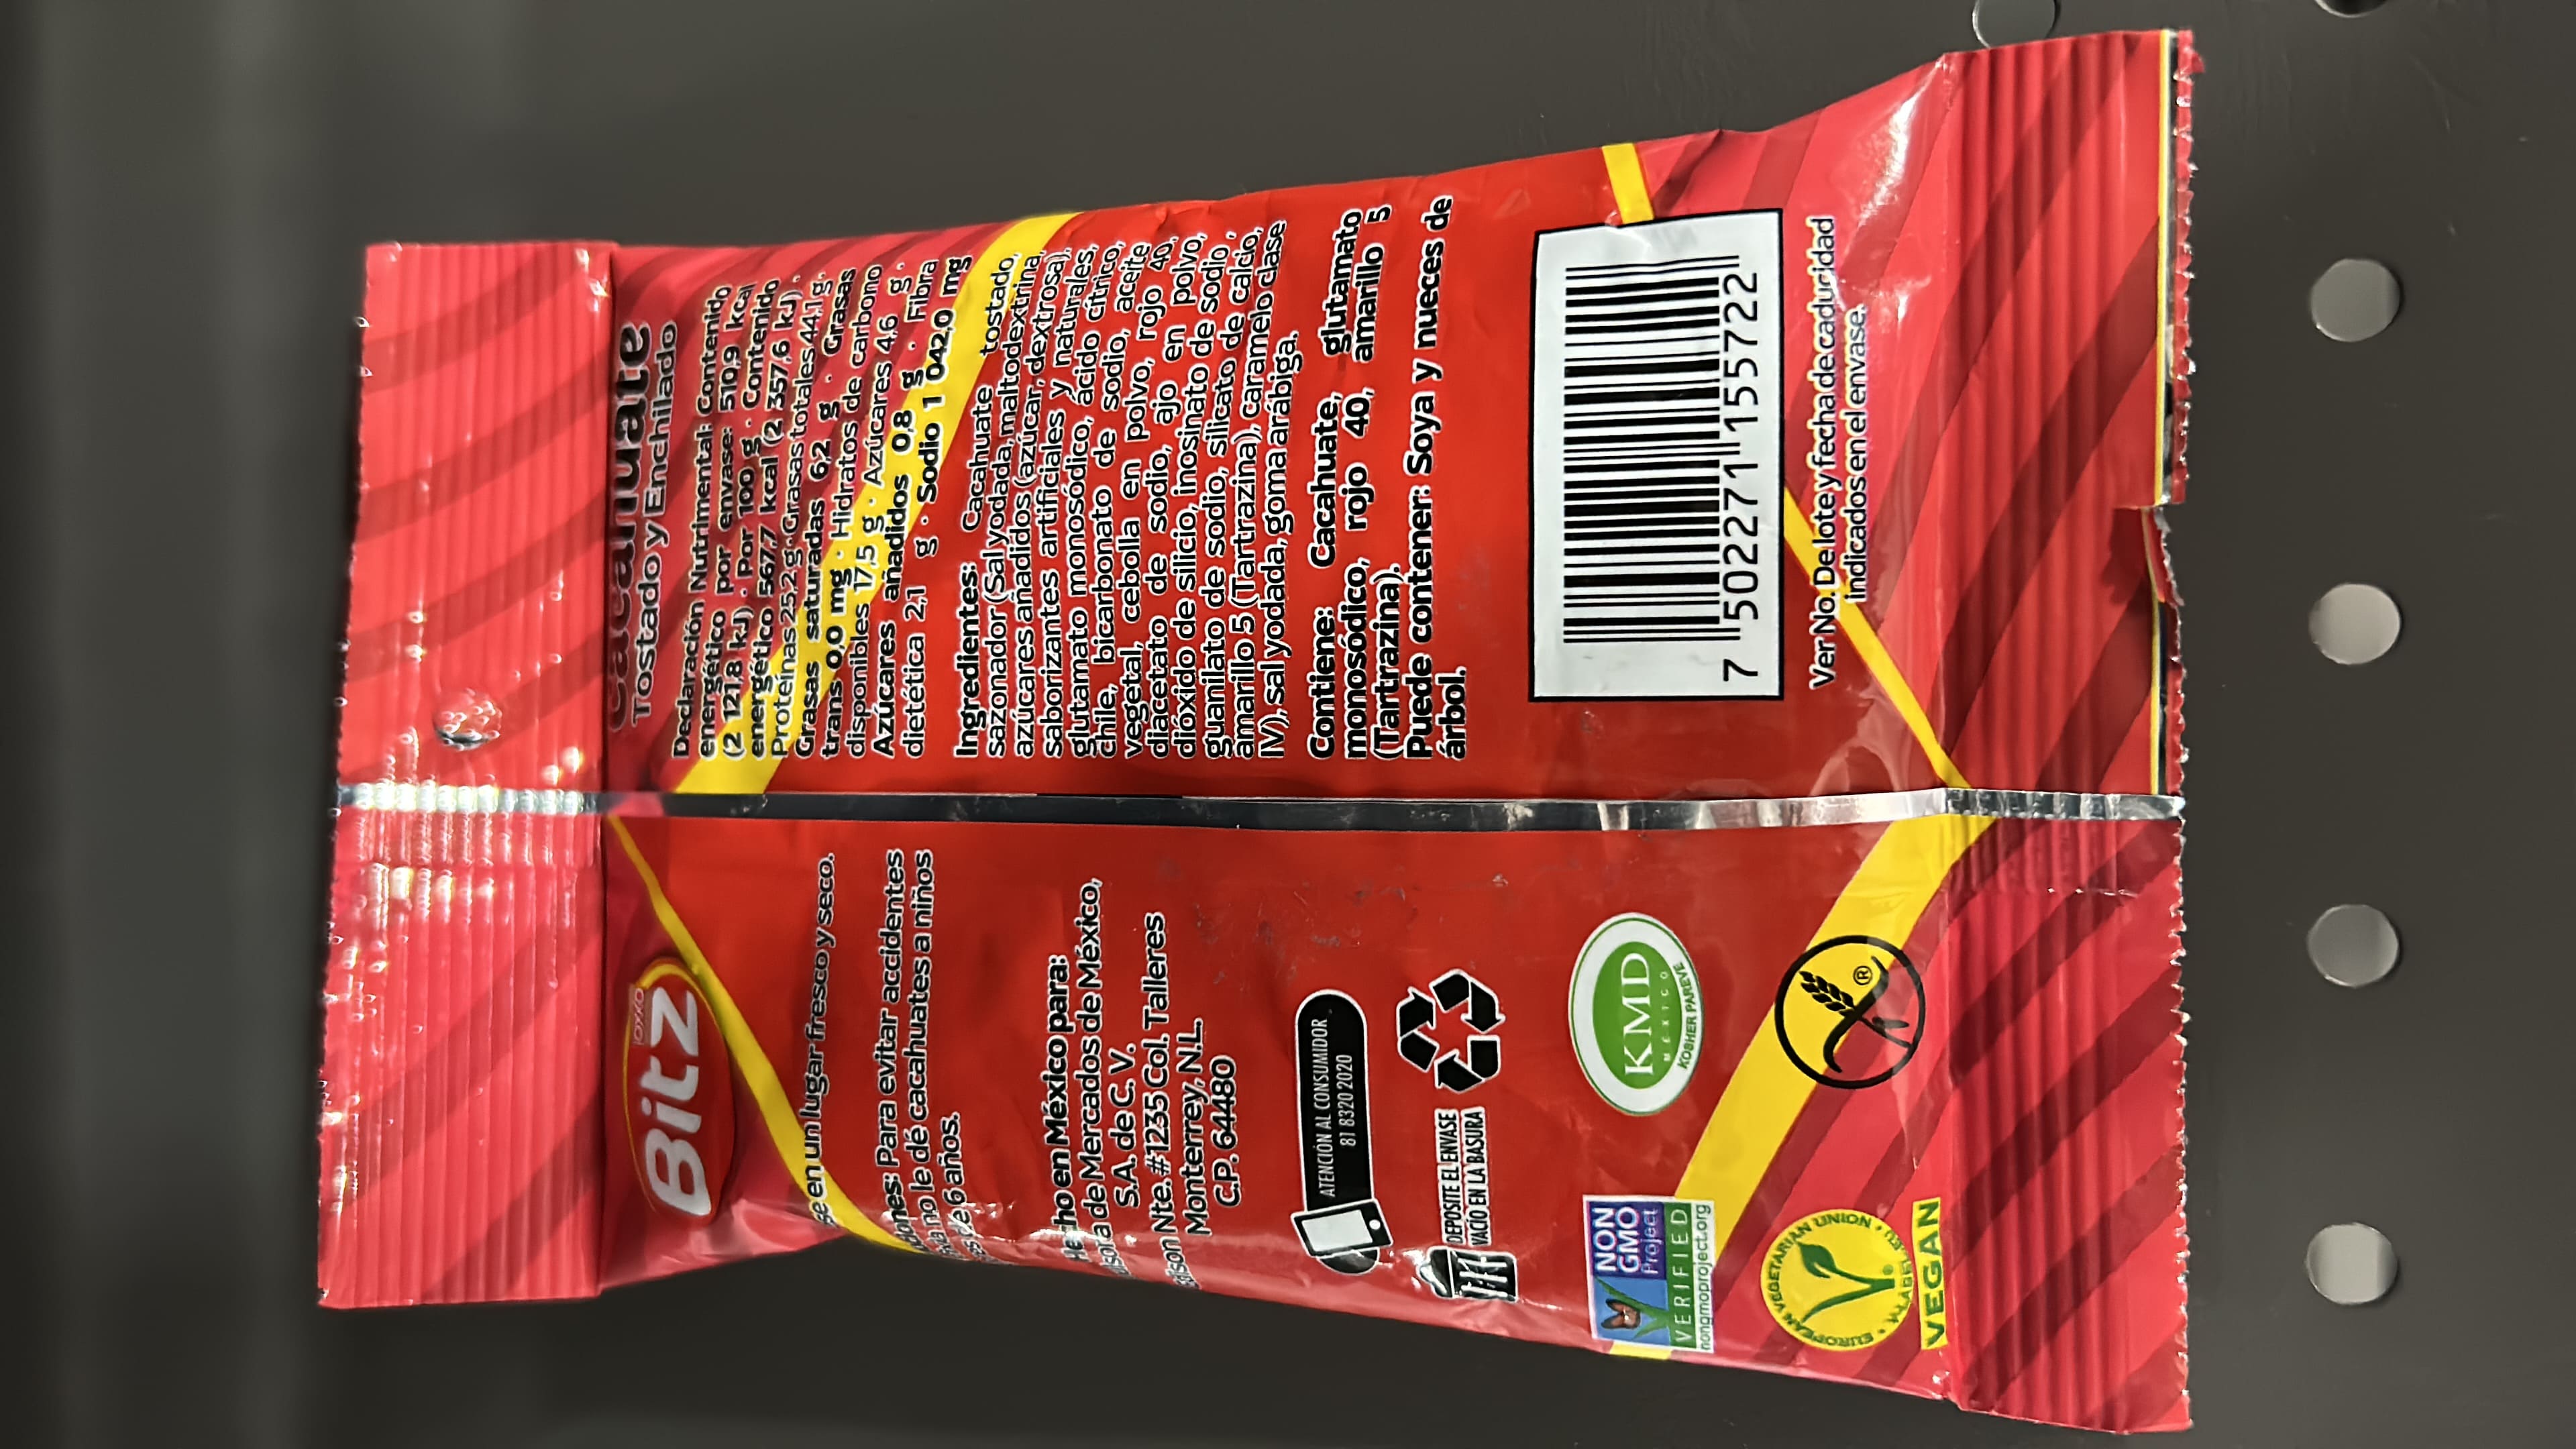 Cacahuate
Tostado y Enchilado
Declaración Nutrimental: Contenido
energético por envase: 510,9 kcal
(2 121,8 kJ) · Por 100 g · Contenido
energético 567,7 kcal (2 357,6 kJ) ·
Proteínas 25,2 g · Grasas totales 44,1 g ·
Grasas saturadas 6,2 g · Grasas
trans 0,0 mg · Hidratos de carbono
disponibles 17,5 g · Azúcares 4,6 g ·
Azúcares añadidos 0,8 g · Fibra
dietética 2,1 g · Sodio 1 042,0 mg
Ingredientes: Cacahuate tostado,
sazonador (Sal yodada, maltodextrina,
azúcares añadidos (azúcar, dextrosa),
saborizantes artificiales y naturales,
glutamato monosódico, ácido cítrico,
chile, bicarbonato de sodio, aceite
vegetal, cebolla en polvo, rojo 40,
diacetato de sodio, ajo en polvo,
dióxido de silicio, inosinato de sodio,
guanilato de sodio, silicato de calcio,
amarillo 5 (Tartrazina), caramelo clase
IV), sal yodada, goma arábiga.
Contiene: Cacahuate, glutamato
monosódico, rojo 40, amarillo 5
(Tartrazina).
Puede contener: Soya y nueces de
árbol.
7 502271 155722
Ver No. De lote y fecha de caducidad
indicados en el envase.
OXXO
Bitz
en un lugar fresco y seco.
Para evitar accidentes
no le dé cacahuates a niños
de 6 años.
Hecho en México para:
de Mercados de México,
S.A. de C. V.
Nte. #1235 Col. Talleres
Monterrey, N.L.
C.P. 64480
ATENCIÓN AL CONSUMIDOR
81 8320 2020
DEPOSITE EL ENVASE
VACÍO EN LA BASURA
KMD
MEXICO
KOSHER PAREVE
®
NON
GMO
Project
VERIFIED
nongmoproject.org
EUROPEAN VEGETARIAN UNION
V-LABEL.EU
VEGAN